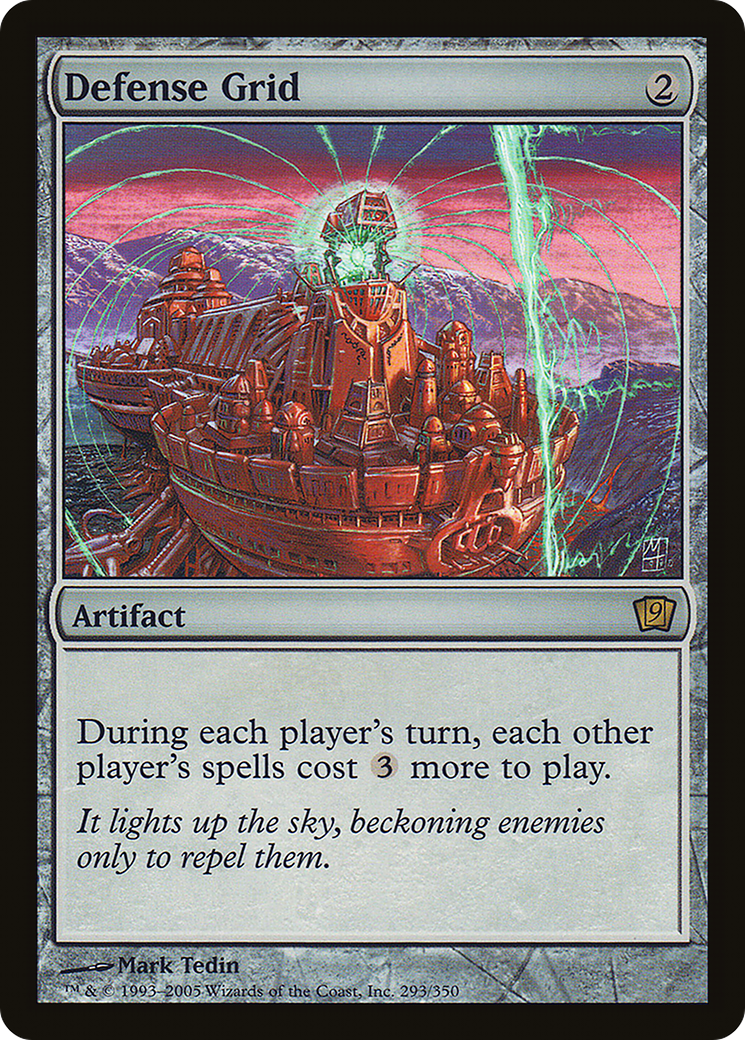 Defense Grid 2
Artifact 9
During each player's turn, each other
player's spells cost 3 more to play.
It lights up the sky, beckoning enemies
only to repel them.
Mark Tedin
™ & © 1993–2005 Wizards of the Coast, Inc. 293/350